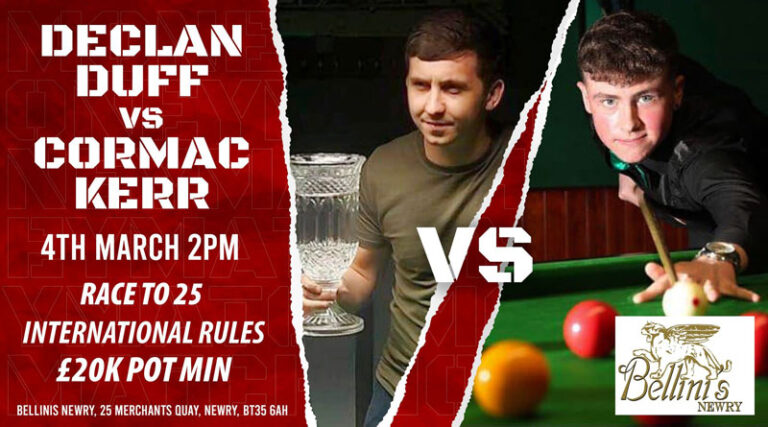 DECLAN
DUFF
VS
CORMAC
KERR
4TH MARCH 2PM
RACE TO 25
INTERNATIONAL RULES
£20K POT MIN
BELLINIS NEWRY, 25 MERCHANTS QUAY, NEWRY, BT35 6AH
VS
Bellini's
NEWRY